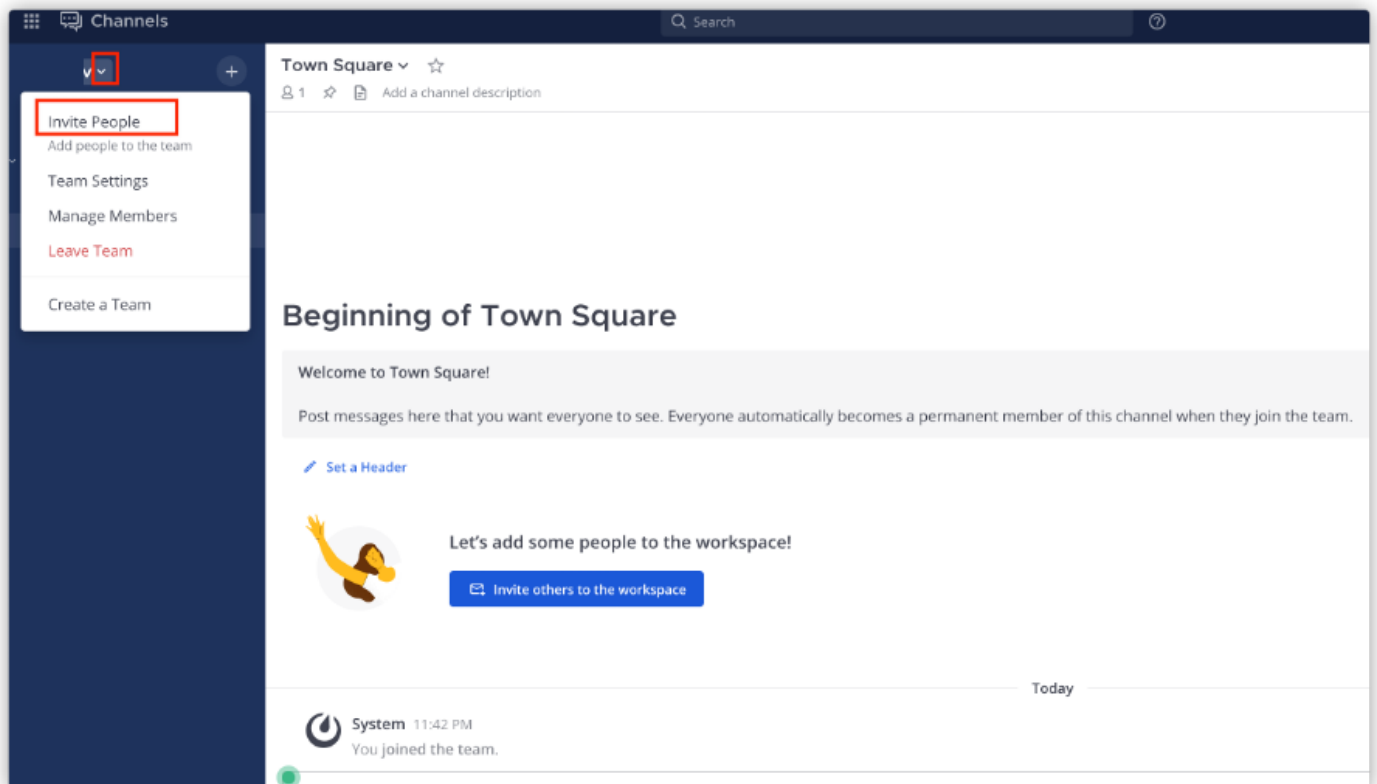 Channels
Search
v
Invite People
Add people to the team
Team Settings
Manage Members
Leave Team
Create a Team
Town Square
1 Add a channel description
Beginning of Town Square
Welcome to Town Square!
Post messages here that you want everyone to see. Everyone automatically becomes a permanent member of this channel when they join the team.
Set a Header
Let's add some people to the workspace!
Invite others to the workspace
Today
System 11:42 PM
You joined the team.